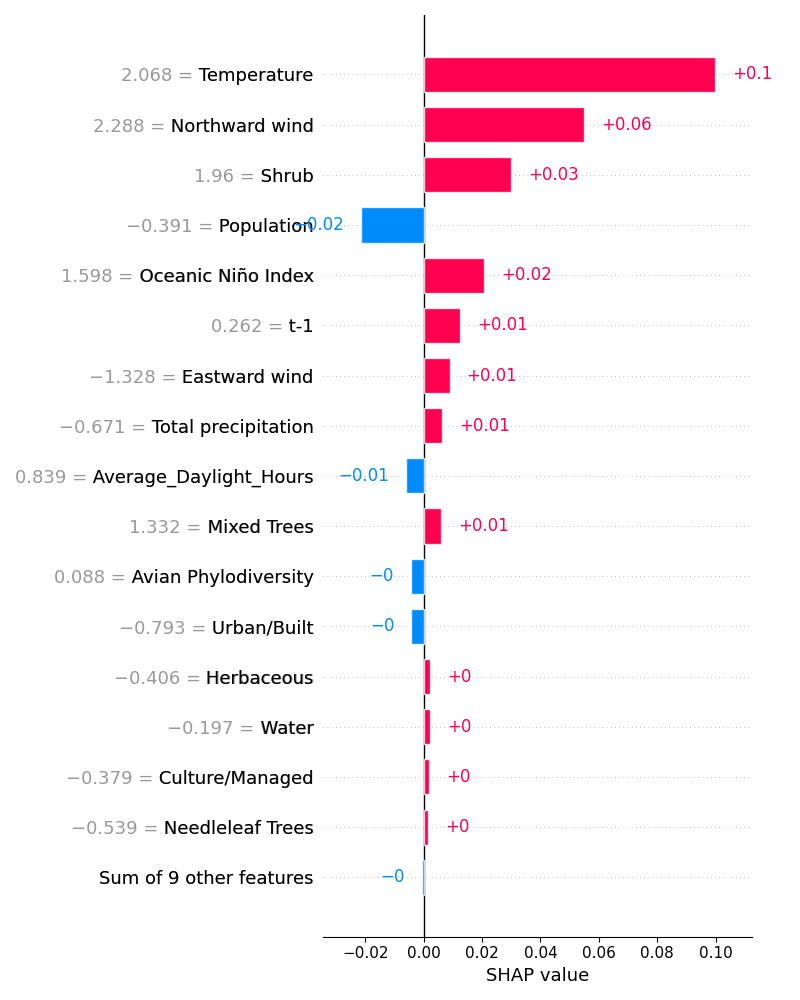 2.068 = Temperature +0.1
2.288 = Northward wind +0.06
1.96 = Shrub +0.03
−0.391 = Population −0.02
1.598 = Oceanic Niño Index +0.02
0.262 = t-1 +0.01
−1.328 = Eastward wind +0.01
−0.671 = Total precipitation +0.01
0.839 = Average_Daylight_Hours −0.01
1.332 = Mixed Trees +0.01
0.088 = Avian Phylodiversity −0
−0.793 = Urban/Built −0
−0.406 = Herbaceous +0
−0.197 = Water +0
−0.379 = Culture/Managed +0
−0.539 = Needleleaf Trees +0
Sum of 9 other features −0
−0.02 0.00 0.02 0.04 0.06 0.08 0.10
SHAP value